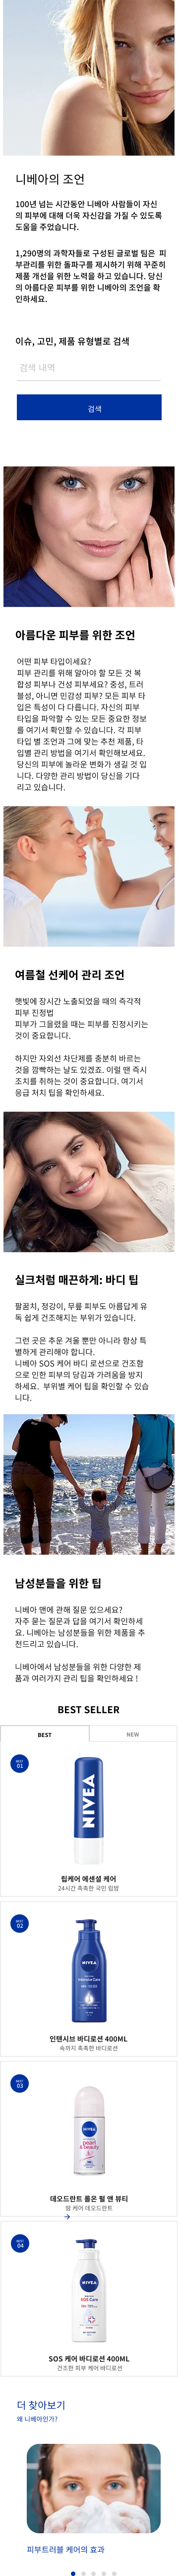 니베아의 조언
100년 넘는 시간동안 니베아 사람들이 자신
의 피부에 대해 더욱 자신감을 가질 수 있도록
도움을 주었습니다.
1,290명의 과학자들로 구성된 글로벌 팀은 피
부관리를 위한 돌파구를 제시하기 위해 꾸준히
제품 개선을 위한 노력을 하고 있습니다. 당신
의 아름다운 피부를 위한 니베아의 조언을 확
인하세요.
이슈, 고민, 제품 유형별로 검색
검색 내역
검색
아름다운 피부를 위한 조언
어떤 피부 타입이세요?
피부 관리를 위해 알아야 할 모든 것 복
합성 피부나 건성 피부세요? 중성, 트러
블성, 아니면 민감성 피부? 모든 피부 타
입은 특성이 다 다릅니다. 자신의 피부
타입을 파악할 수 있는 모든 중요한 정보
를 여기서 확인할 수 있습니다. 각 피부
타입 별 조언과 그에 맞는 추천 제품, 타
입별 관리 방법을 여기서 확인해보세요.
당신의 피부에 놀라운 변화가 생길 것 입
니다. 다양한 관리 방법이 당신을 기다
리고 있습니다.
여름철 선케어 관리 조언
햇빛에 장시간 노출되었을 때의 즉각적
피부 진정법
피부가 그을렸을 때는 피부를 진정시키는
것이 중요합니다.
하지만 자외선 차단제를 충분히 바르는
것을 깜빡하는 날도 있겠죠. 이럴 땐 즉시
조치를 취하는 것이 중요합니다. 여기서
응급 처치 팁을 확인하세요.
실크처럼 매끈하게: 바디 팁
팔꿈치, 정강이, 무릎 피부도 아름답게 유
독 쉽게 건조해지는 부위가 있습니다.
그런 곳은 추운 겨울 뿐만 아니라 항상 특
별하게 관리해야 합니다.
니베아 SOS 케어 바디 로션으로 건조함
으로 인한 피부의 당김과 가려움을 방지
하세요. 부위별 케어 팁을 확인할 수 있습
니다.
남성분들을 위한 팁
니베아 맨에 관해 질문 있으세요?
자주 묻는 질문과 답을 여기서 확인하세
요. 니베아는 남성분들을 위한 제품을 추
천드리고 있습니다.
니베아에서 남성분들을 위한 다양한 제
품과 여러가지 관리 팁을 확인하세요 !
BEST SELLER
BEST
NEW
BEST
01
NIVEA
립케어 에센셜 케어
24시간 촉촉한 국민 립밤
BEST
02
NIVEA
인텐시브 바디로션 400ML
속까지 촉촉한 바디로션
BEST
03
NIVEA
pearl
& beauty
데오드란트 롤온 펄 앤 뷰티
땀 케어 데오드란트
BEST
04
NIVEA
SOS Care
SOS 케어 바디로션 400ML
건조한 피부 케어 바디로션
더 찾아보기
왜 니베아인가?
피부트러블 케어의 효과